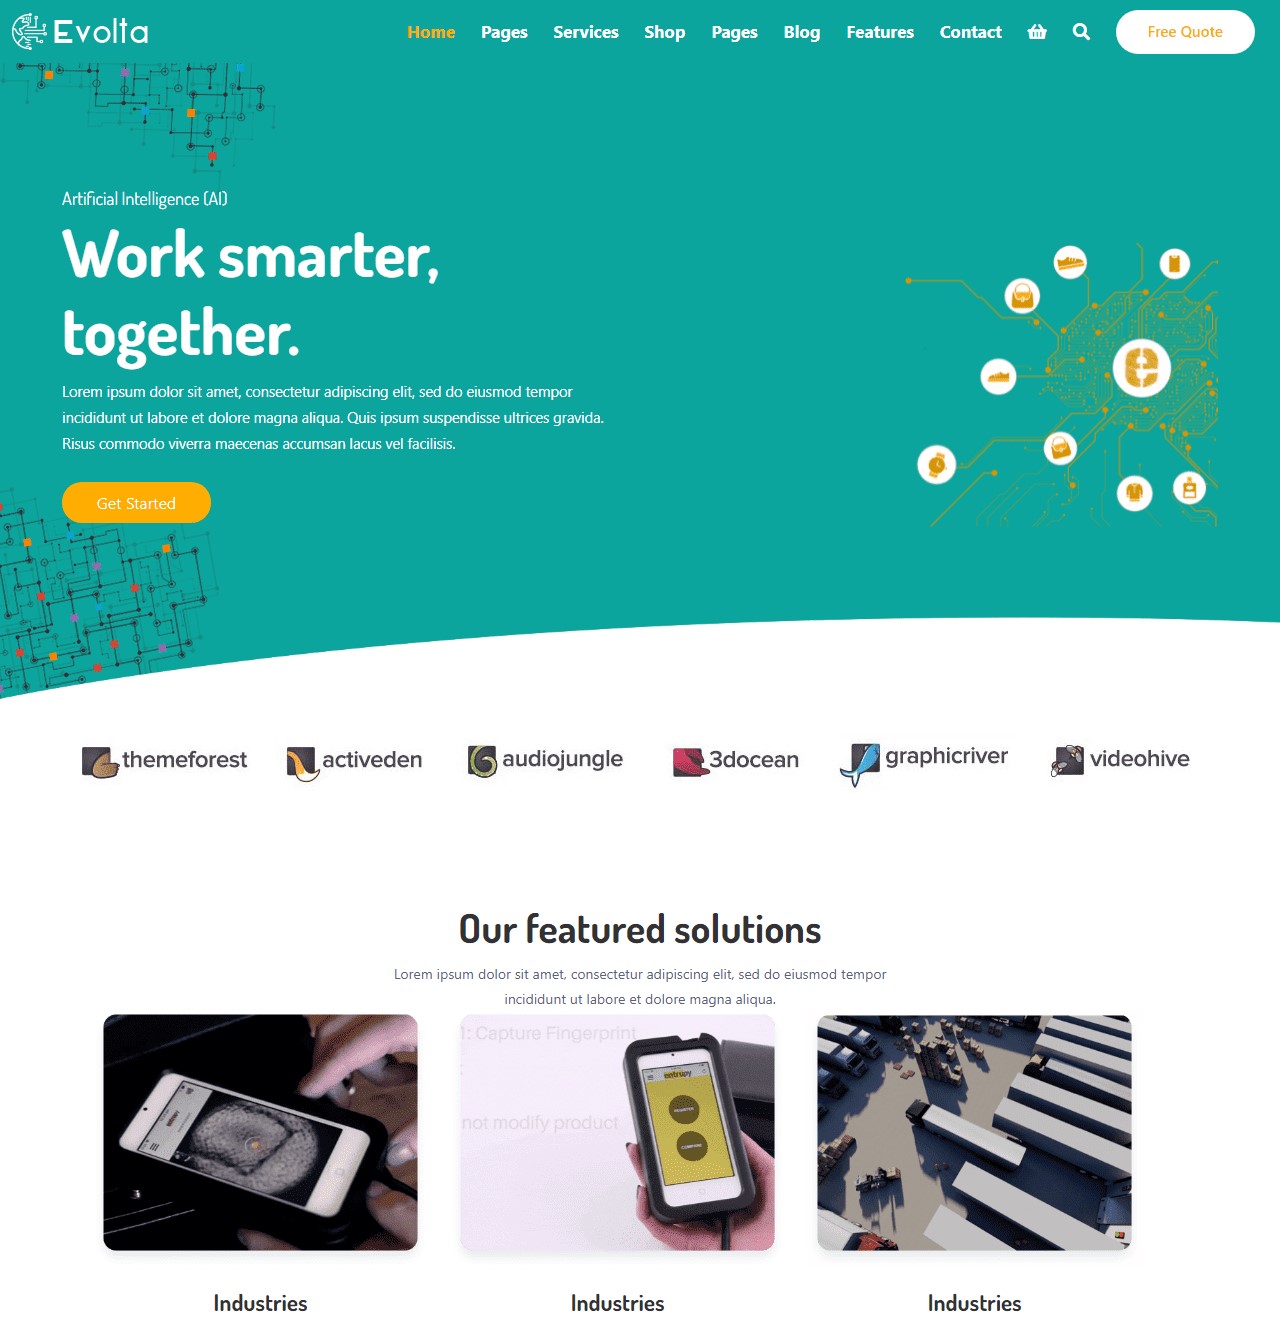 Evolta
Home Pages Services Shop Pages Blog Features Contact Free Quote
Artificial Intelligence (AI)
Work smarter,
together.
Lorem ipsum dolor sit amet, consectetur adipiscing elit, sed do eiusmod tempor
incididunt ut labore et dolore magna aliqua. Quis ipsum suspendisse ultrices gravida.
Risus commodo viverra maecenas accumsan lacus vel facilisis.
Get Started
e
themeforest activeden audiojungle 3docean graphicriver videohive
Our featured solutions
Lorem ipsum dolor sit amet, consectetur adipiscing elit, sed do eiusmod tempor
incididunt ut labore et dolore magna aliqua.
1: Capture Fingerprint
entrupy
not modify product
Industries Industries Industries